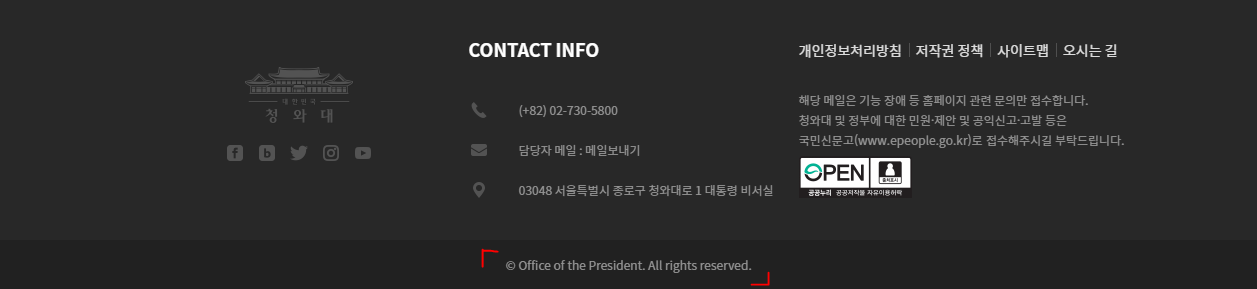 대한민국
청와대
CONTACT INFO
(+82) 02-730-5800
담당자 메일 : 메일보내기
03048 서울특별시 종로구 청와대로 1 대통령 비서실
개인정보처리방침 | 저작권 정책 | 사이트맵 | 오시는 길
해당 메일은 기능 장애 등 홈페이지 관련 문의만 접수합니다.
청와대 및 정부에 대한 민원·제안 및 공익신고·고발 등은
국민신문고(www.epeople.go.kr)로 접수해주시길 부탁드립니다.
OPEN
출처표시
공공누리 공공저작물 자유이용허락
© Office of the President. All rights reserved.